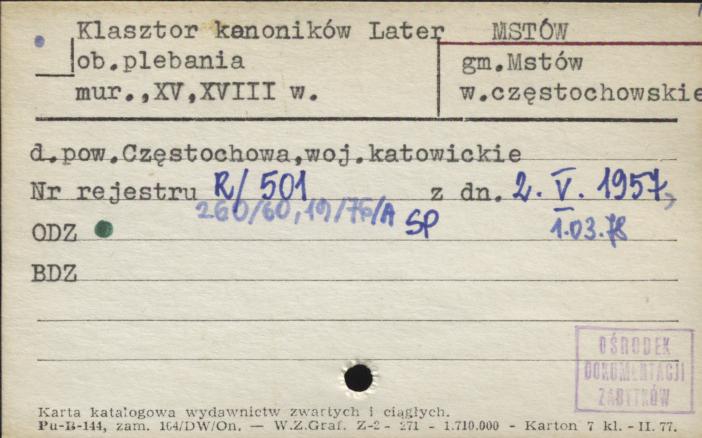 Klasztor kanoników Later MSTÓW
ob.plebania gm.Mstów
mur.,XV,XVIII w. w.częstochowskie
d.pow.Częstochowa,woj.katowickie
Nr rejestru R/501 z dn. 2. V. 1957,
260/60, 19/76/A SP 1.03.78
ODZ
BDZ
OŚRODEK
DOKUMENTACJI
ZABYTKÓW
Karta katalogowa wydawnictw zwartych i ciągłych.
Pu-B-144, zam. 164/DW/On. — W.Z.Graf. Z-2 - 271 - 1.710.000 - Karton 7 kl. - II. 77.